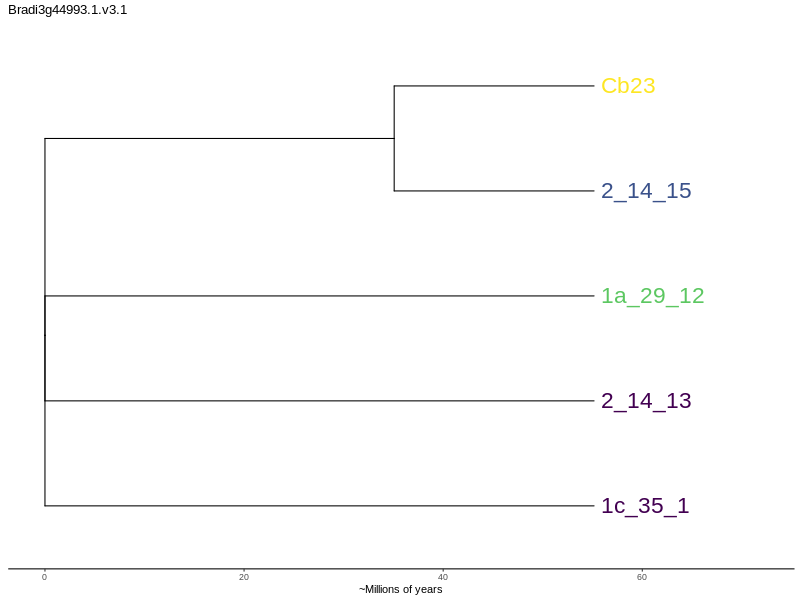 Bradi3g44993.1.v3.1
Cb23
2_14_15
1a_29_12
2_14_13
1c_35_1
0 20 40 60
~Millions of years